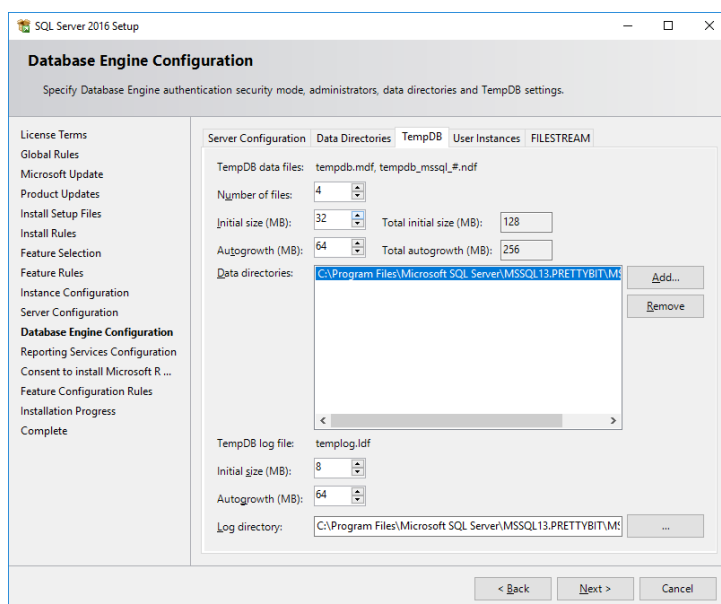 SQL Server 2016 Setup
Database Engine Configuration
Specify Database Engine authentication security mode, administrators, data directories and TempDB settings.
License Terms
Global Rules
Microsoft Update
Product Updates
Install Setup Files
Install Rules
Feature Selection
Feature Rules
Instance Configuration
Server Configuration
Database Engine Configuration
Reporting Services Configuration
Consent to install Microsoft R ...
Feature Configuration Rules
Installation Progress
Complete
Server Configuration Data Directories TempDB User Instances FILESTREAM
TempDB data files: tempdb.mdf, tempdb_mssql_#.ndf
Number of files: 4
Initial size (MB): 32 Total initial size (MB): 128
Autogrowth (MB): 64 Total autogrowth (MB): 256
Data directories: C:\Program Files\Microsoft SQL Server\MSSQL13.PRETTYBIT\MS Add...
Remove
TempDB log file: templog.ldf
Initial size (MB): 8
Autogrowth (MB): 64
Log directory: C:\Program Files\Microsoft SQL Server\MSSQL13.PRETTYBIT\MS ...
< Back Next > Cancel